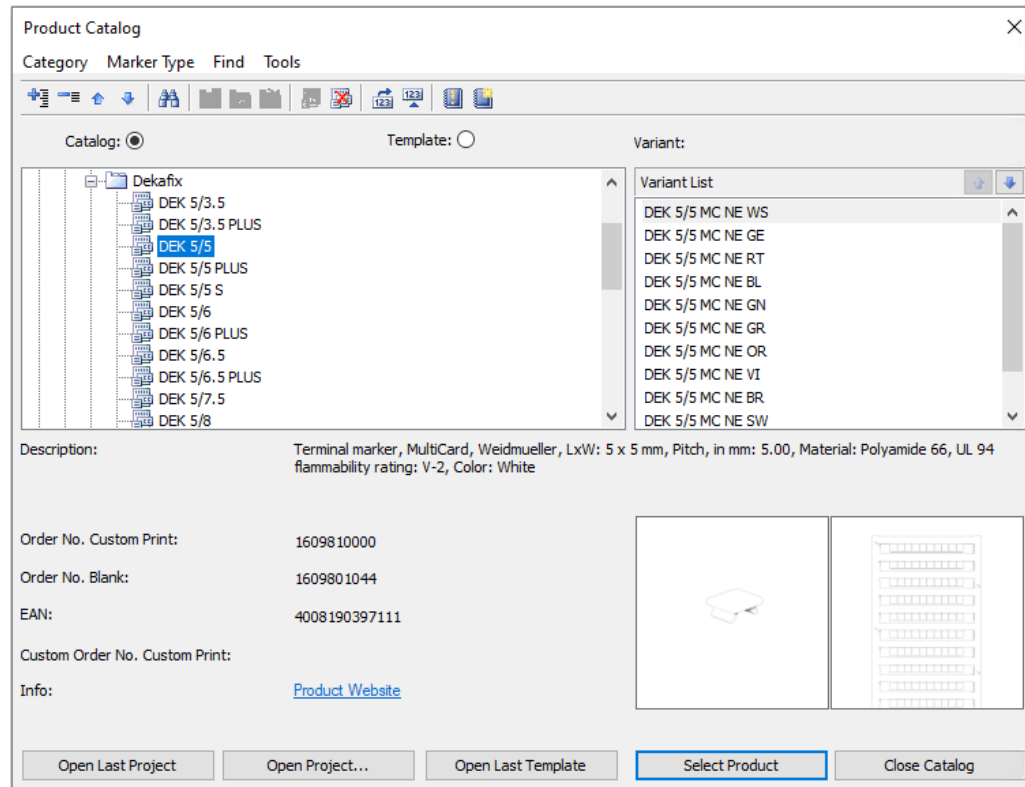 Product Catalog
Category Marker Type Find Tools
Catalog: Template: Variant:
Dekafix
DEK 5/3.5
DEK 5/3.5 PLUS
DEK 5/5
DEK 5/5 PLUS
DEK 5/5 S
DEK 5/6
DEK 5/6 PLUS
DEK 5/6.5
DEK 5/6.5 PLUS
DEK 5/7.5
DEK 5/8
Variant List
DEK 5/5 MC NE WS
DEK 5/5 MC NE GE
DEK 5/5 MC NE RT
DEK 5/5 MC NE BL
DEK 5/5 MC NE GN
DEK 5/5 MC NE GR
DEK 5/5 MC NE OR
DEK 5/5 MC NE VI
DEK 5/5 MC NE BR
DEK 5/5 MC NE SW
Description: Terminal marker, MultiCard, Weidmueller, LxW: 5 x 5 mm, Pitch, in mm: 5.00, Material: Polyamide 66, UL 94
flammability rating: V-2, Color: White
Order No. Custom Print: 1609810000
Order No. Blank: 1609801044
EAN: 4008190397111
Custom Order No. Custom Print:
Info: Product Website
Open Last Project Open Project... Open Last Template Select Product Close Catalog